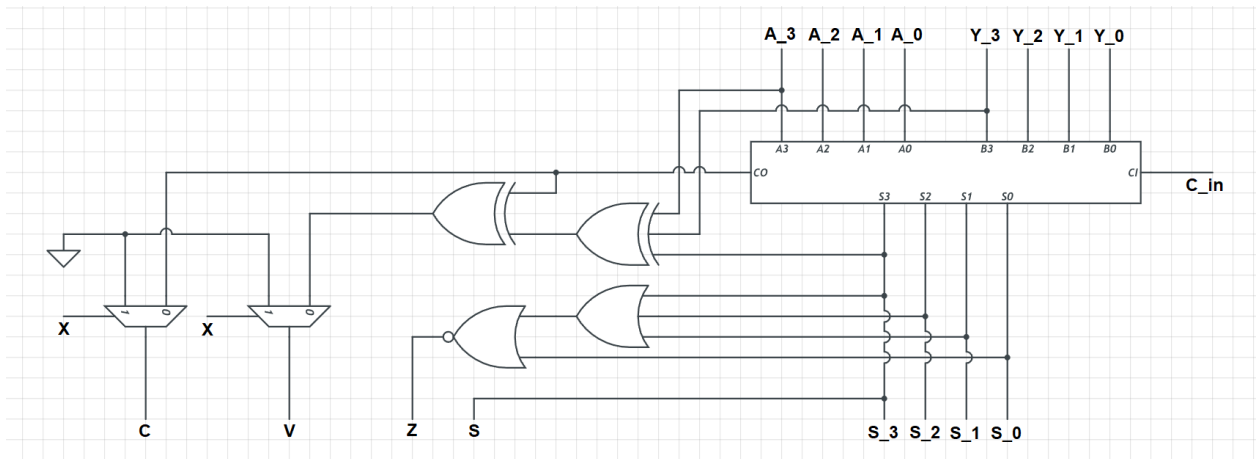 A_3 A_2 A_1 A_0 Y_3 Y_2 Y_1 Y_0
A3 A2 A1 A0 B3 B2 B1 B0
CO CI
C_in
S3 S2 S1 S0
1 0 1 0
X X
C V Z S S_3 S_2 S_1 S_0